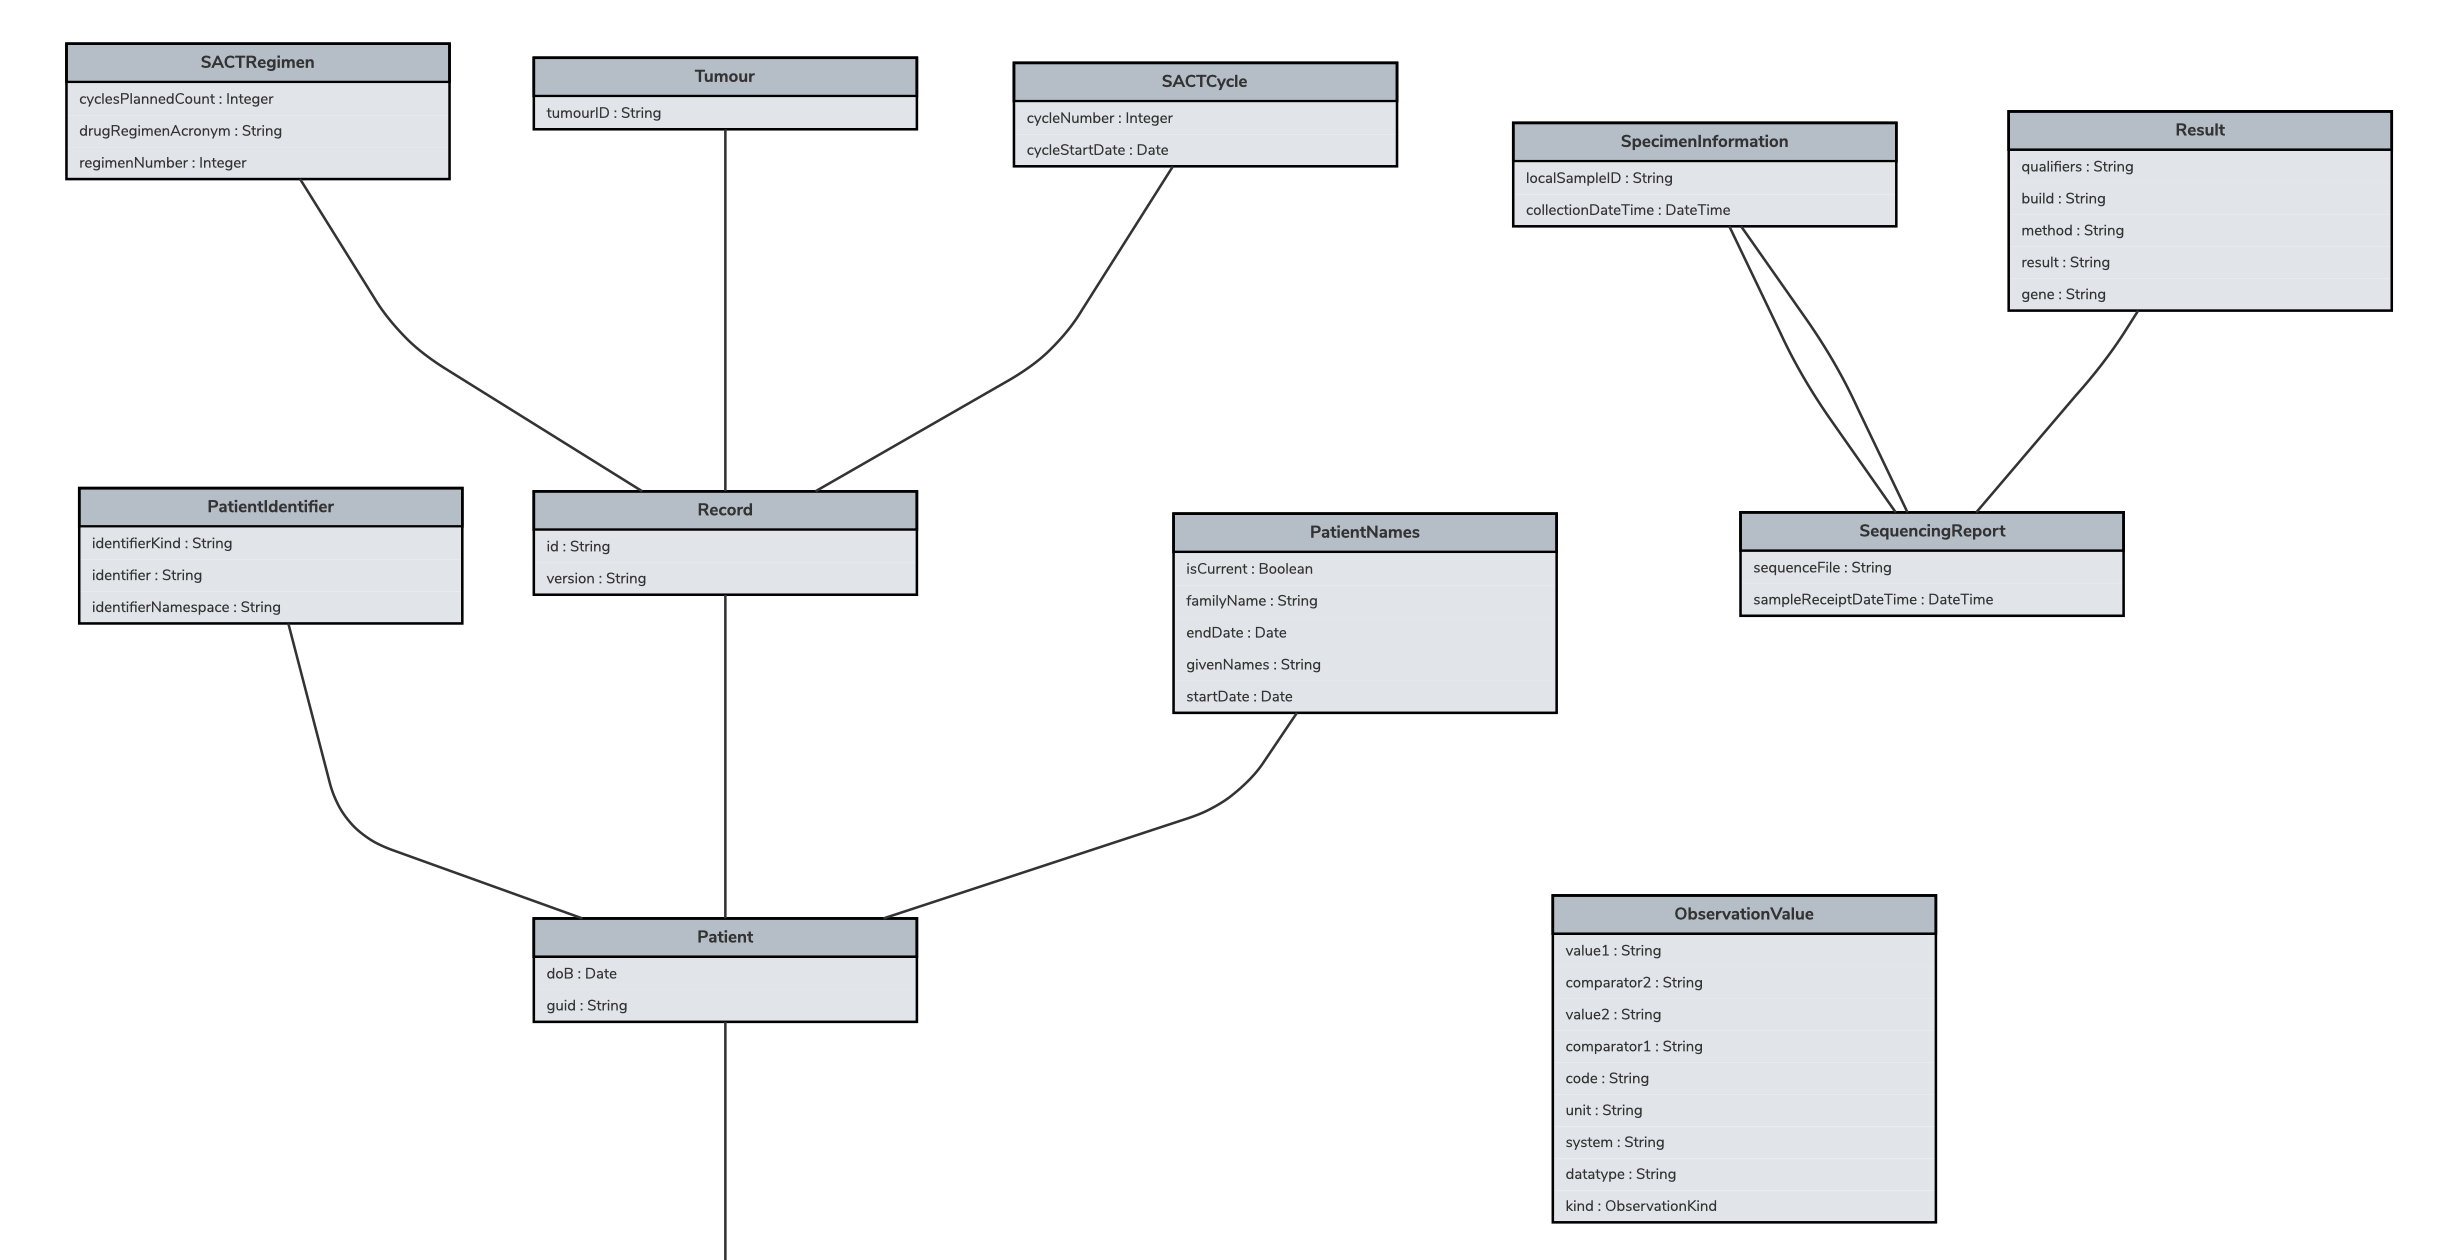 SACTRegimen
cyclesPlannedCount : Integer
drugRegimenAcronym : String
regimenNumber : Integer
Tumour
tumourID : String
SACTCycle
cycleNumber : Integer
cycleStartDate : Date
SpecimenInformation
localSampleID : String
collectionDateTime : DateTime
Result
qualifiers : String
build : String
method : String
result : String
gene : String
PatientIdentifier
identifierKind : String
identifier : String
identifierNamespace : String
Record
id : String
version : String
PatientNames
isCurrent : Boolean
familyName : String
endDate : Date
givenNames : String
startDate : Date
SequencingReport
sequenceFile : String
sampleReceiptDateTime : DateTime
Patient
doB : Date
guid : String
ObservationValue
value1 : String
comparator2 : String
value2 : String
comparator1 : String
code : String
unit : String
system : String
datatype : String
kind : ObservationKind